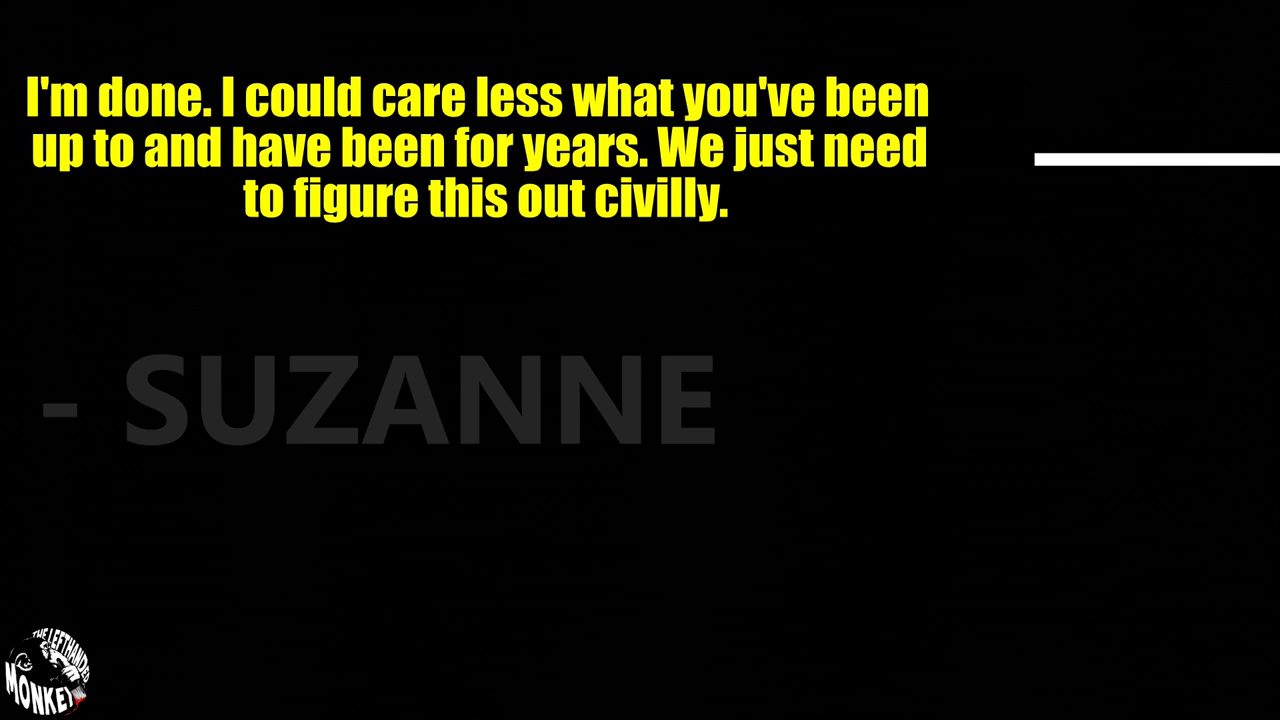 I'm done. I could care less what you've been
up to and have been for years. We just need
to figure this out civilly.
- SUZANNE
THE LEFTHANDED
MONKEY